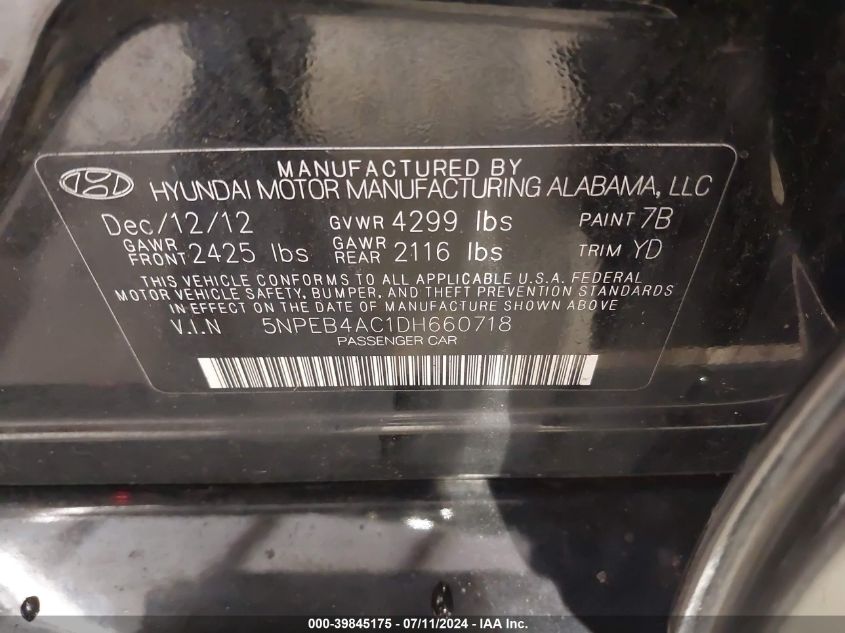 MANUFACTURED BY
HYUNDAI MOTOR MANUFACTURING ALABAMA, LLC
Dec/12/12 GVWR 4299 lbs PAINT 7B
GAWR FRONT 2425 lbs GAWR REAR 2116 lbs TRIM YD
THIS VEHICLE CONFORMS TO ALL APPLICABLE U.S.A. FEDERAL
MOTOR VEHICLE SAFETY, BUMPER, AND THEFT PREVENTION STANDARDS
IN EFFECT ON THE DATE OF MANUFACTURE SHOWN ABOVE
V.I.N 5NPEB4AC1DH660718
PASSENGER CAR
000-39845175 - 07/11/2024 - IAA Inc.